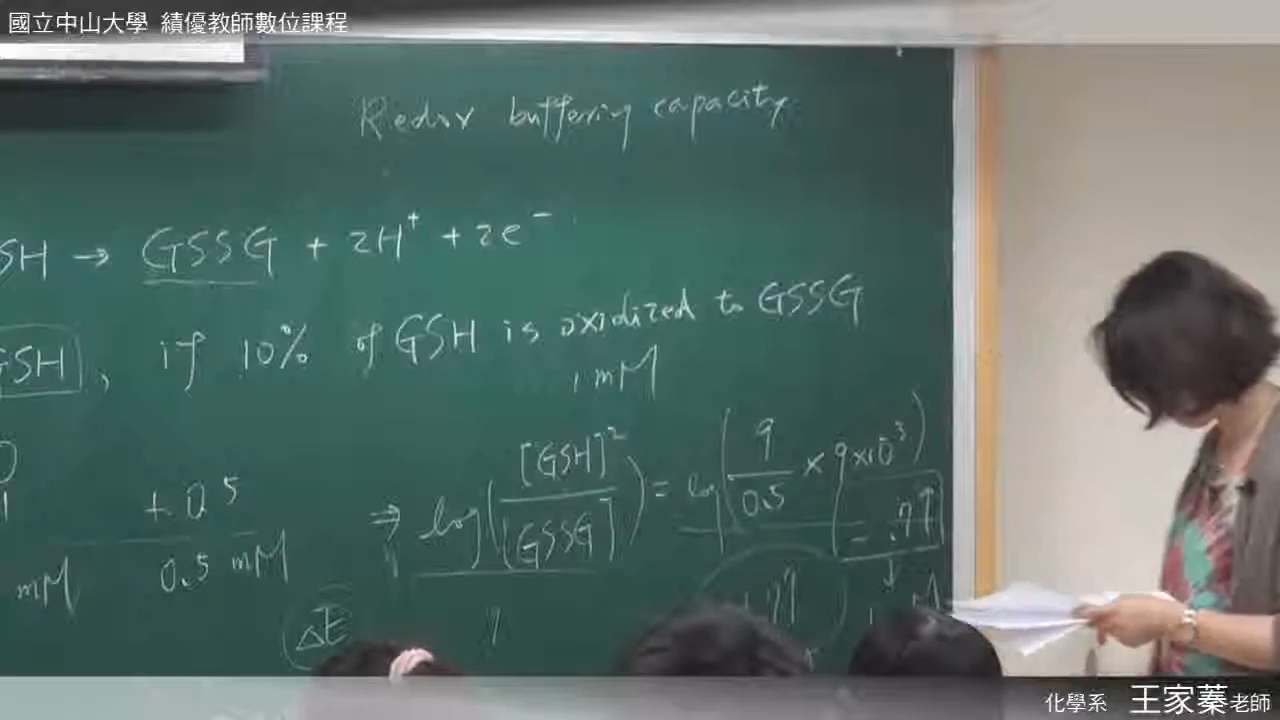 國立中山大學 績優教師數位課程
Redox buffering capacity
SH → GSSG + 2H⁺ + 2e⁻
GSH , if 10% of GSH is oxidized to GSSG
1 mM
+0.5
mM 0.5 mM
⇒ log([GSH]²/[GSSG]) = log(9/0.5 × 9×10⁻³)
- .79
ΔE
化學系 王家蓁老師